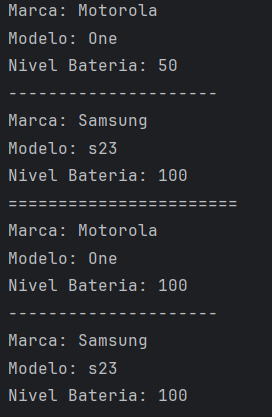 Marca: Motorola
Modelo: One
Nivel Bateria: 50
---------------------
Marca: Samsung
Modelo: s23
Nivel Bateria: 100
=======================
Marca: Motorola
Modelo: One
Nivel Bateria: 100
---------------------
Marca: Samsung
Modelo: s23
Nivel Bateria: 100